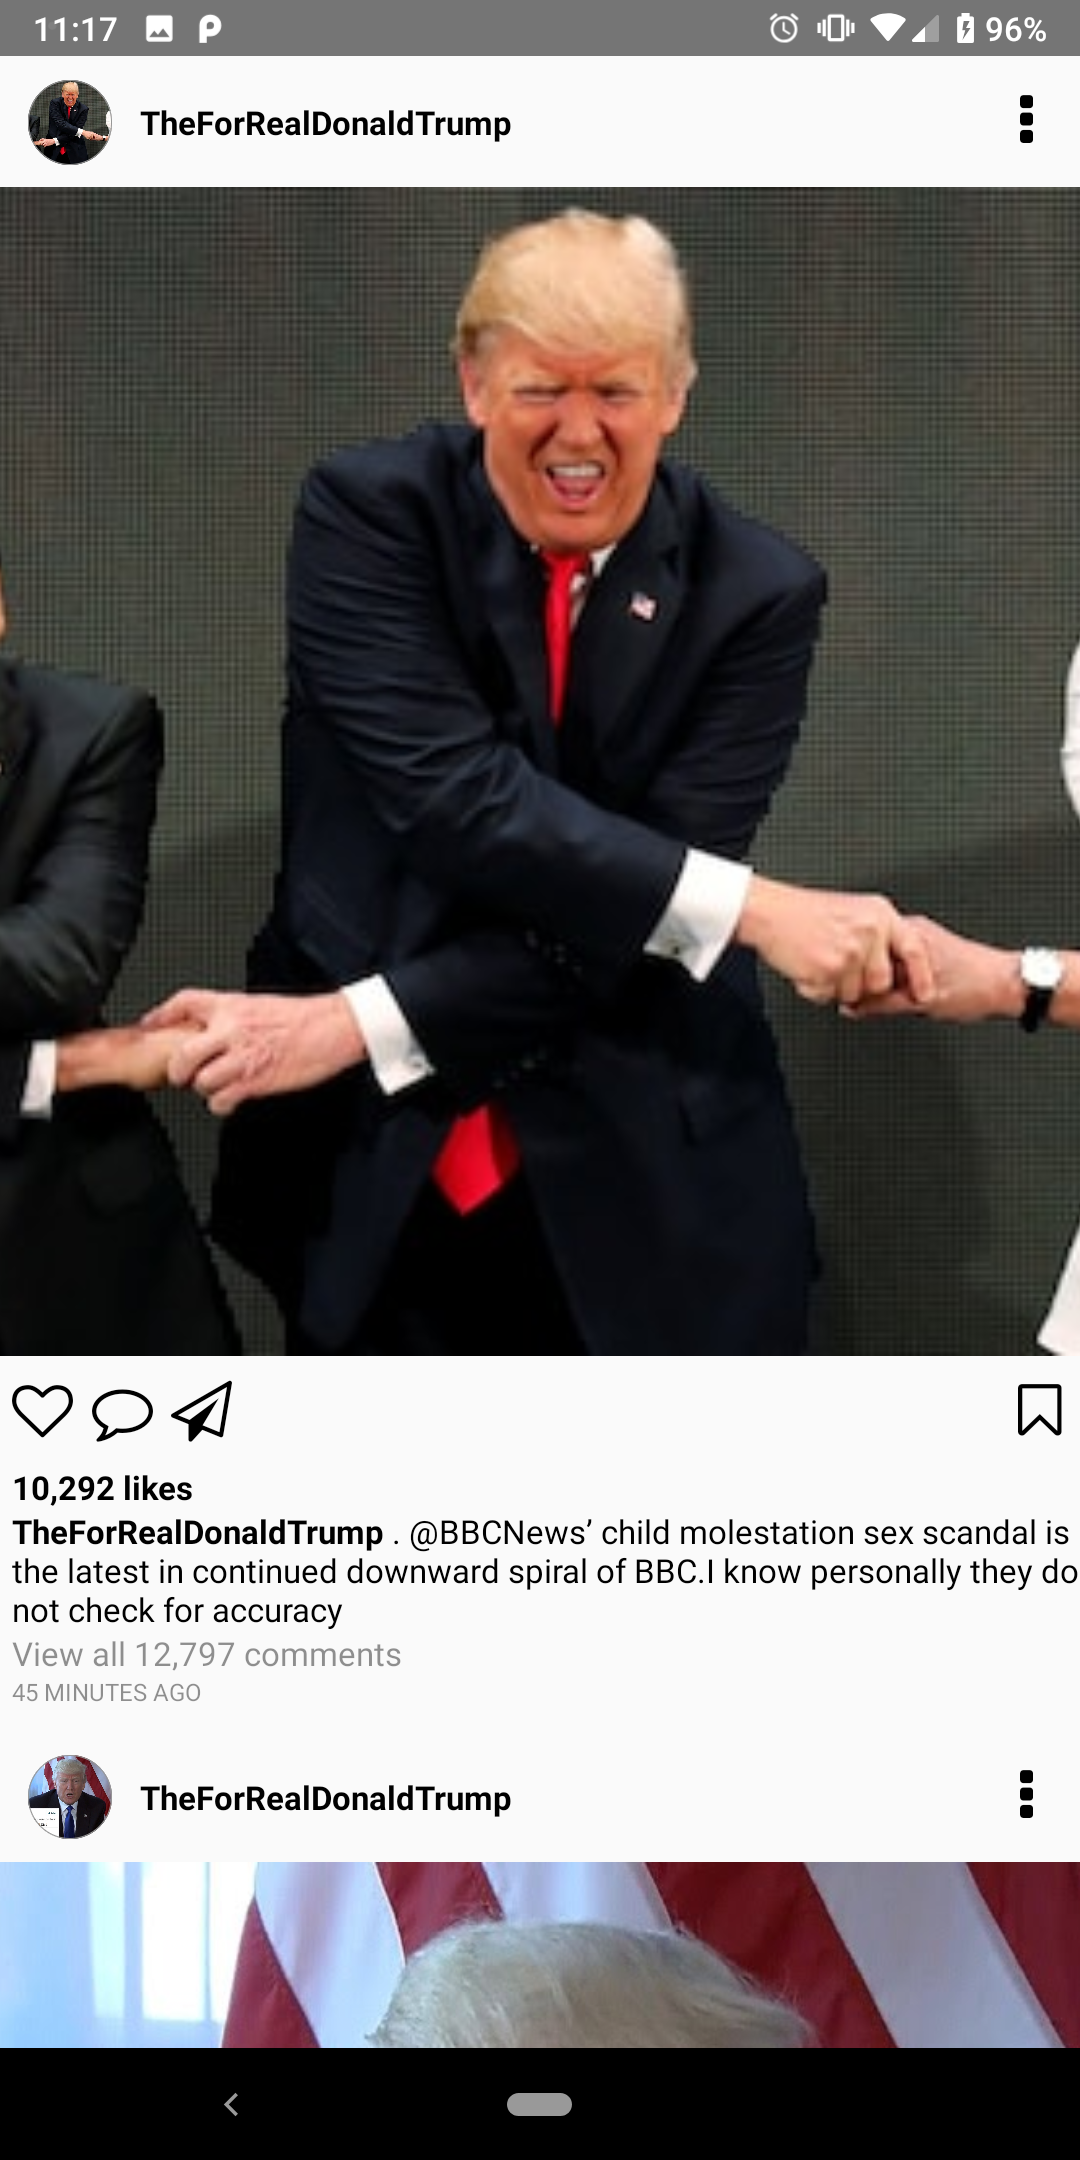 11:17
96%
TheForRealDonaldTrump
10,292 likes
TheForRealDonaldTrump . @BBCNews’ child molestation sex scandal is
the latest in continued downward spiral of BBC.I know personally they do
not check for accuracy
View all 12,797 comments
45 MINUTES AGO
TheForRealDonaldTrump